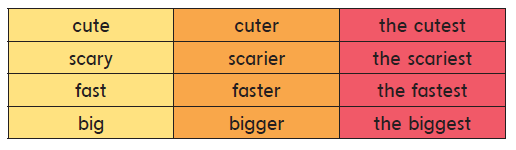 cute cuter the cutest
scary scarier the scariest
fast faster the fastest
big bigger the biggest